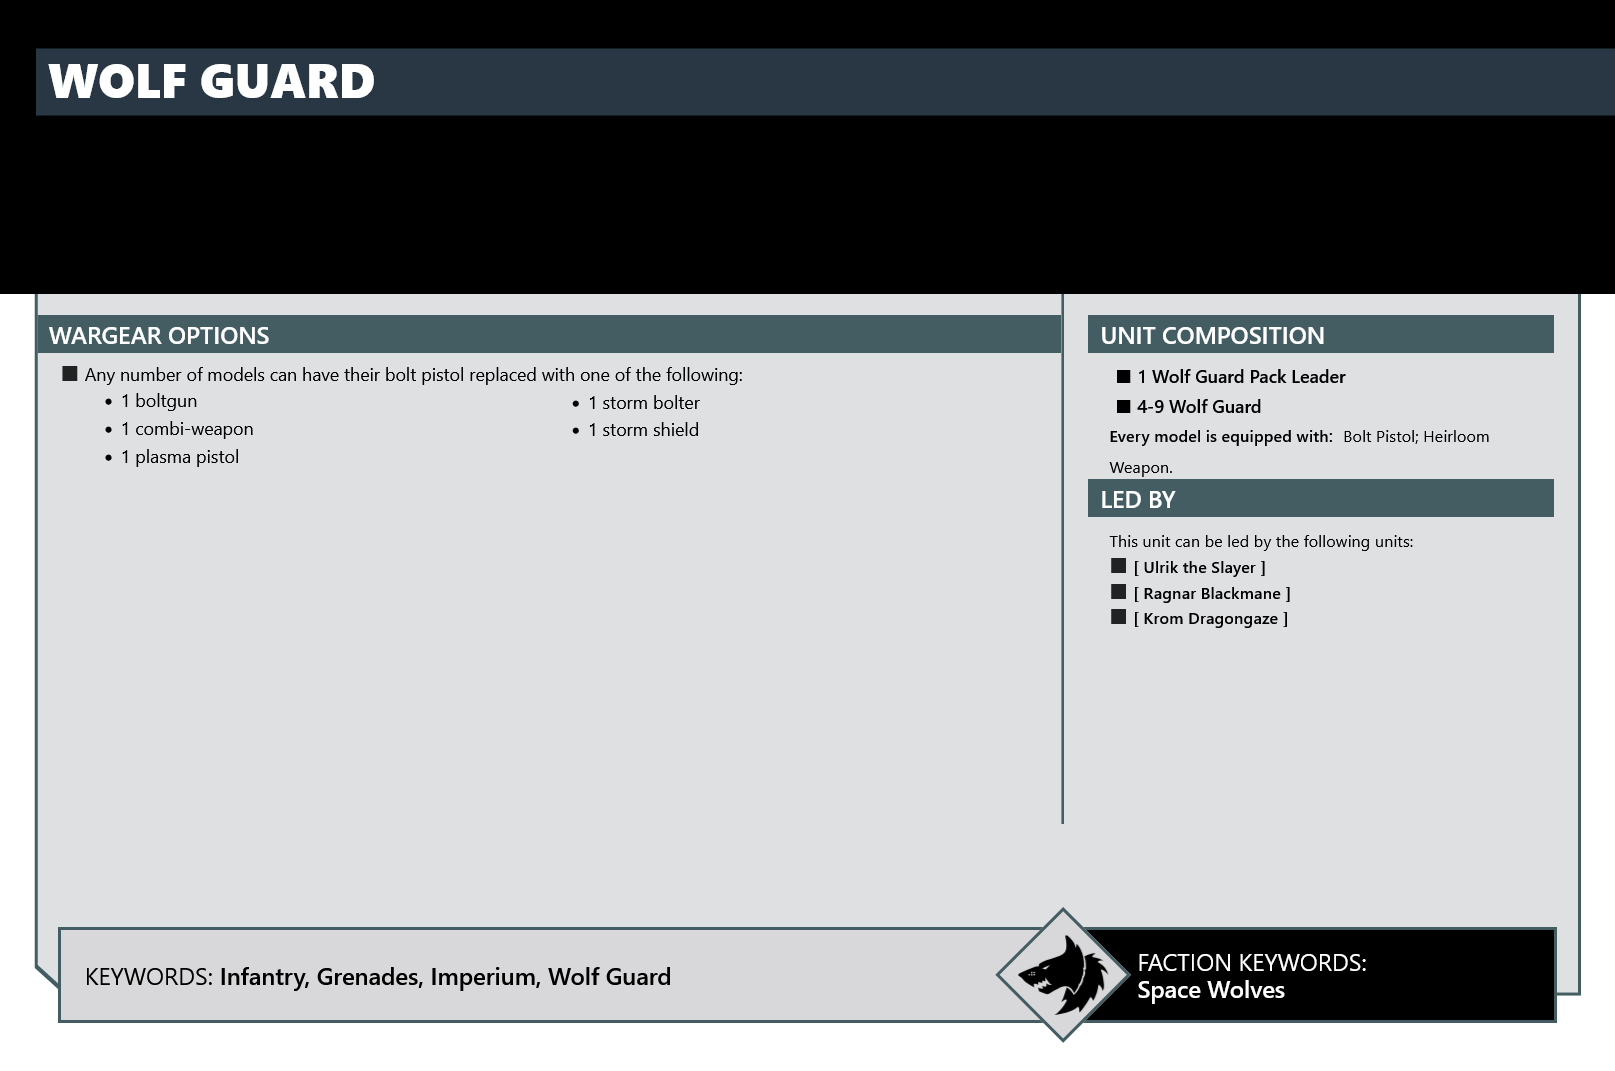 WOLF GUARD
WARGEAR OPTIONS
Any number of models can have their bolt pistol replaced with one of the following:
• 1 boltgun
• 1 combi-weapon
• 1 plasma pistol
• 1 storm bolter
• 1 storm shield
UNIT COMPOSITION
1 Wolf Guard Pack Leader
4-9 Wolf Guard
Every model is equipped with: Bolt Pistol; Heirloom
Weapon.
LED BY
This unit can be led by the following units:
[ Ulrik the Slayer ]
[ Ragnar Blackmane ]
[ Krom Dragongaze ]
KEYWORDS: Infantry, Grenades, Imperium, Wolf Guard
FACTION KEYWORDS:
Space Wolves